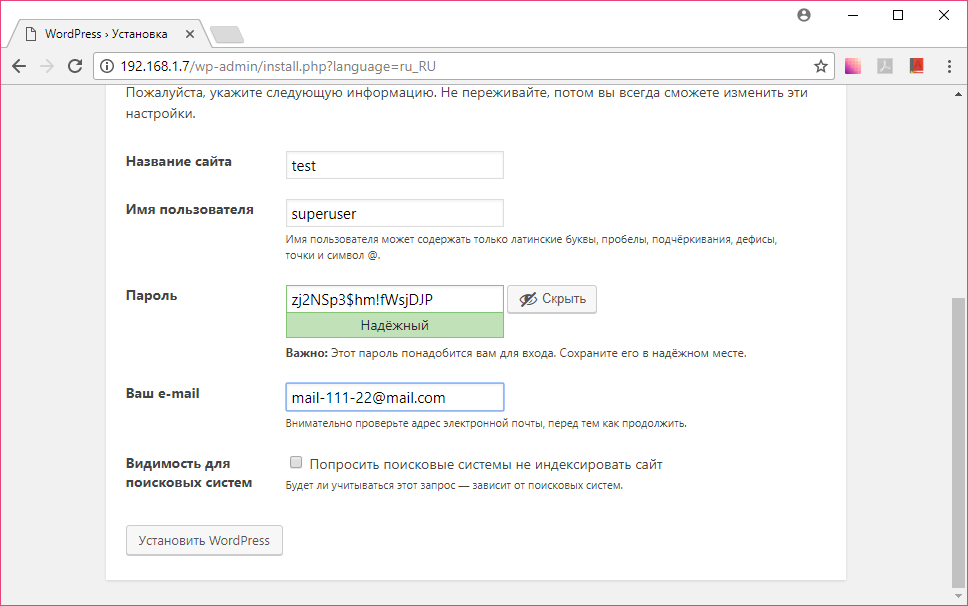 WordPress › Установка
192.168.1.7/wp-admin/install.php?language=ru_RU
Пожалуйста, укажите следующую информацию. Не переживайте, потом вы всегда сможете изменить эти
настройки.
Название сайта
test
Имя пользователя
superuser
Имя пользователя может содержать только латинские буквы, пробелы, подчёркивания, дефисы,
точки и символ @.
Пароль
zj2NSp3$hm!fWsjDJP
Скрыть
Надёжный
Важно: Этот пароль понадобится вам для входа. Сохраните его в надёжном месте.
Ваш e-mail
mail-111-22@mail.com
Внимательно проверьте адрес электронной почты, перед тем как продолжить.
Видимость для
поисковых систем
Попросить поисковые системы не индексировать сайт
Будет ли учитываться этот запрос — зависит от поисковых систем.
Установить WordPress